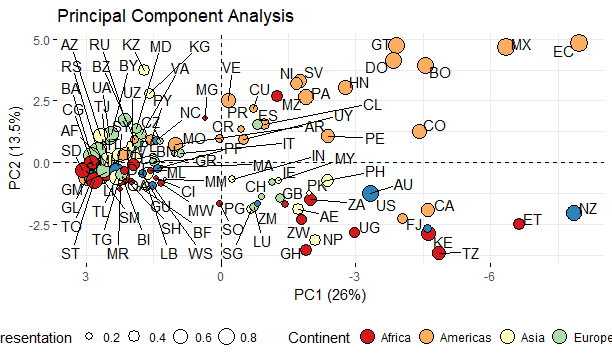 Principal Component Analysis
5.0
2.5
0.0
-2.5
PC2 (13.5%)
AZ RU KZ MD KG
RS BZ BY VA VE GT MX EC
BA UA UZ PY MG NI SV HN DO BO
CG TJ CZ NC CU MZ PA CL
AF MO CR ES AR UY PE CO
SD BN PF IT
GR MA IN MY PH
GM ML MM CI IE PK AU
GL TL GU MW PG CH GB ZA US CA NZ
TO SM SH SO ZM AE FJ ET
TG BI BF LU ZW UG KE
ST MR LB WS SG GH NP TZ
3 0 -3 -6
PC1 (26%)
resentation 0.2 0.4 0.6 0.8 Continent Africa Americas Asia Europe